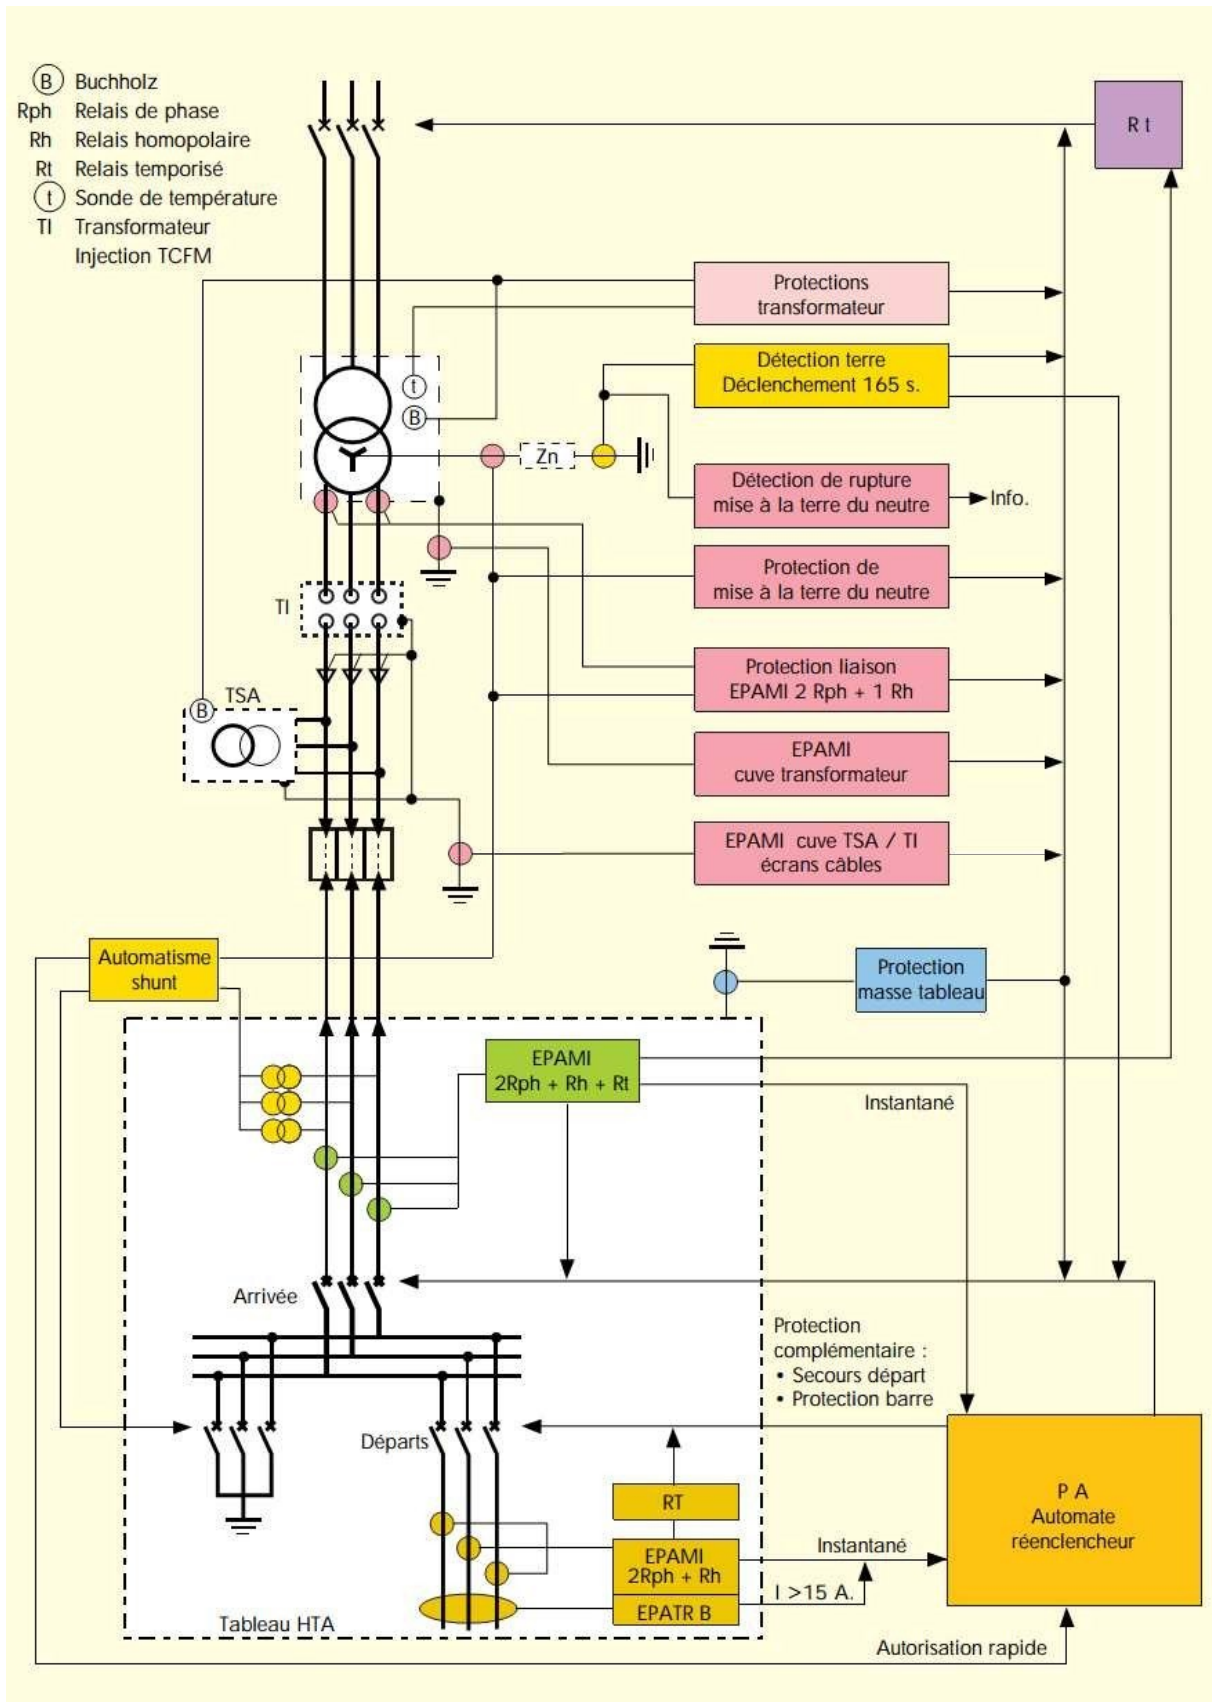 B Buchholz
Rph Relais de phase
Rh Relais homopolaire
Rt Relais temporisé
t Sonde de température
TI Transformateur
Injection TCFM
R t
Protections
transformateur
t
B
Détection terre
Déclenchement 165 s.
Zn
Détection de rupture
mise à la terre du neutre
Info.
Protection de
mise à la terre du neutre
TI
Protection liaison
EPAMI 2 Rph + 1 Rh
TSA
B
EPAMI
cuve transformateur
EPAMI cuve TSA / TI
écrans câbles
Automatisme
shunt
Protection
masse tableau
EPAMI
2Rph + Rh + Rt
Instantané
Arrivée
Protection
complémentaire :
• Secours départ
• Protection barre
Départs
RT
P A
Automate
réenclencheur
EPAMI
2Rph + Rh
Instantané
EPATR B
I >15 A.
Tableau HTA
Autorisation rapide